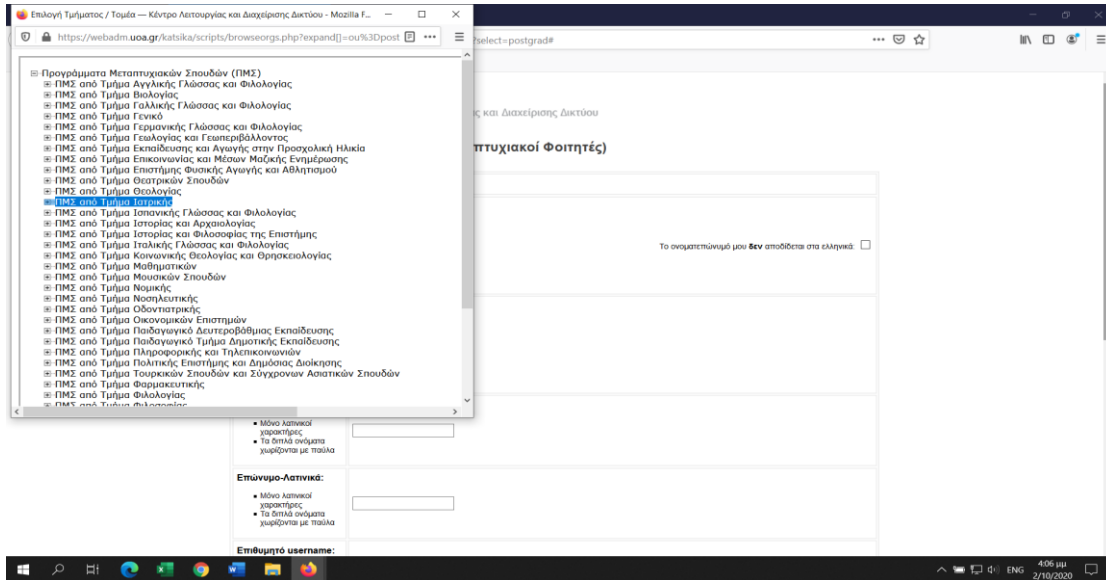 Επιλογή Τμήματος / Τομέα — Κέντρο Λειτουργίας και Διαχείρισης Δικτύου - Mozilla F...
https://webadm.uoa.gr/katsika/scripts/browseorgs.php?expand[]=ou%3Dpost
?select=postgrad#
Προγράμματα Μεταπτυχιακών Σπουδών (ΠΜΣ)
ΠΜΣ από Τμήμα Αγγλικής Γλώσσας και Φιλολογίας
ΠΜΣ από Τμήμα Βιολογίας
ΠΜΣ από Τμήμα Γαλλικής Γλώσσας και Φιλολογίας
ΠΜΣ από Τμήμα Γενικό
ΠΜΣ από Τμήμα Γερμανικής Γλώσσας και Φιλολογίας
ΠΜΣ από Τμήμα Γεωλογίας και Γεωπεριβάλλοντος
ΠΜΣ από Τμήμα Εκπαίδευσης και Αγωγής στην Προσχολική Ηλικία
ΠΜΣ από Τμήμα Επικοινωνίας και Μέσων Μαζικής Ενημέρωσης
ΠΜΣ από Τμήμα Επιστήμης Φυσικής Αγωγής και Αθλητισμού
ΠΜΣ από Τμήμα Θεατρικών Σπουδών
ΠΜΣ από Τμήμα Θεολογίας
ΠΜΣ από Τμήμα Ιατρικής
ΠΜΣ από Τμήμα Ισπανικής Γλώσσας και Φιλολογίας
ΠΜΣ από Τμήμα Ιστορίας και Αρχαιολογίας
ΠΜΣ από Τμήμα Ιστορίας και Φιλοσοφίας της Επιστήμης
ΠΜΣ από Τμήμα Ιταλικής Γλώσσας και Φιλολογίας
ΠΜΣ από Τμήμα Κοινωνικής Θεολογίας και Θρησκειολογίας
ΠΜΣ από Τμήμα Μαθηματικών
ΠΜΣ από Τμήμα Μουσικών Σπουδών
ΠΜΣ από Τμήμα Νομικής
ΠΜΣ από Τμήμα Νοσηλευτικής
ΠΜΣ από Τμήμα Οδοντιατρικής
ΠΜΣ από Τμήμα Οικονομικών Επιστημών
ΠΜΣ από Τμήμα Παιδαγωγικό Δευτεροβάθμιας Εκπαίδευσης
ΠΜΣ από Τμήμα Παιδαγωγικό Τμήμα Δημοτικής Εκπαίδευσης
ΠΜΣ από Τμήμα Πληροφορικής και Τηλεπικοινωνιών
ΠΜΣ από Τμήμα Πολιτικής Επιστήμης και Δημόσιας Διοίκησης
ΠΜΣ από Τμήμα Τουρκικών Σπουδών και Σύγχρονων Ασιατικών Σπουδών
ΠΜΣ από Τμήμα Φαρμακευτικής
ΠΜΣ από Τμήμα Φιλολογίας
ΠΜΣ από Τμήμα Φιλοσοφίας
ς και Διαχείρισης Δικτύου
πτυχιακοί Φοιτητές)
Το ονοματεπώνυμό μου δεν αποδίδεται στα ελληνικά:
Μόνο λατινικοί
χαρακτήρες
Τα διπλά ονόματα
χωρίζονται με παύλα
Επώνυμο-Λατινικά:
Μόνο λατινικοί
χαρακτήρες
Τα διπλά ονόματα
χωρίζονται με παύλα
Επιθυμητό username:
ENG
4:06 μμ
2/10/2020